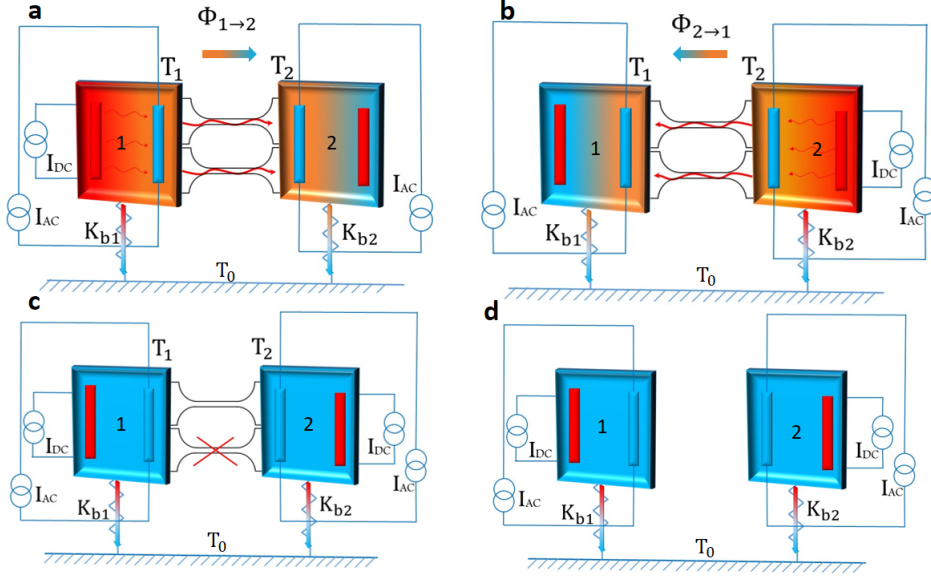 a
Φ1→2
T1
T2
1
2
IDC
IAC
IAC
Kb1
Kb2
T0
b
Φ2→1
T1
T2
1
2
IDC
IAC
IAC
Kb1
Kb2
T0
c
T1
T2
1
2
IDC
IDC
IAC
IAC
Kb1
Kb2
T0
d
1
2
IDC
IDC
IAC
IAC
Kb1
Kb2
T0